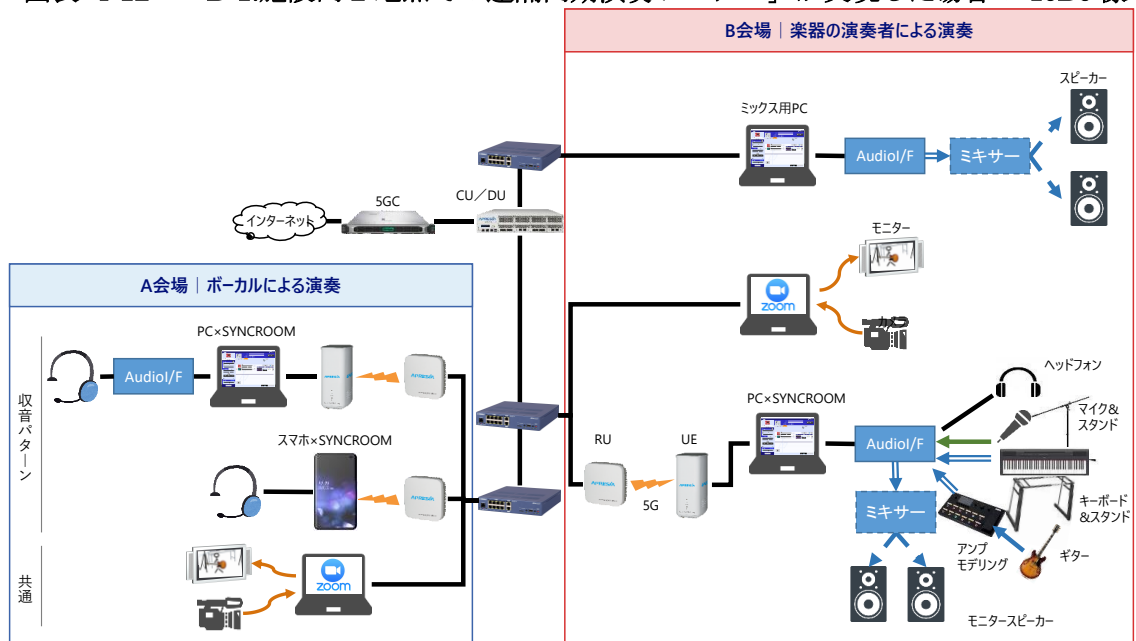 B会場｜楽器の演奏者による演奏
スピーカー
ミックス用PC
AudioI/F
ミキサー
CU／DU
5GC
インターネット
モニター
zoom
カメラ
A会場｜ボーカルによる演奏
PC×SYNCROOM
AudioI/F
収音パターン
スマホ×SYNCROOM
共通
zoom
ヘッドフォン
PC×SYNCROOM
マイク&
スタンド
RU
UE
AudioI/F
5G
ミキサー
キーボード
&スタンド
アンプ
モデリング
ギター
モニタースピーカー